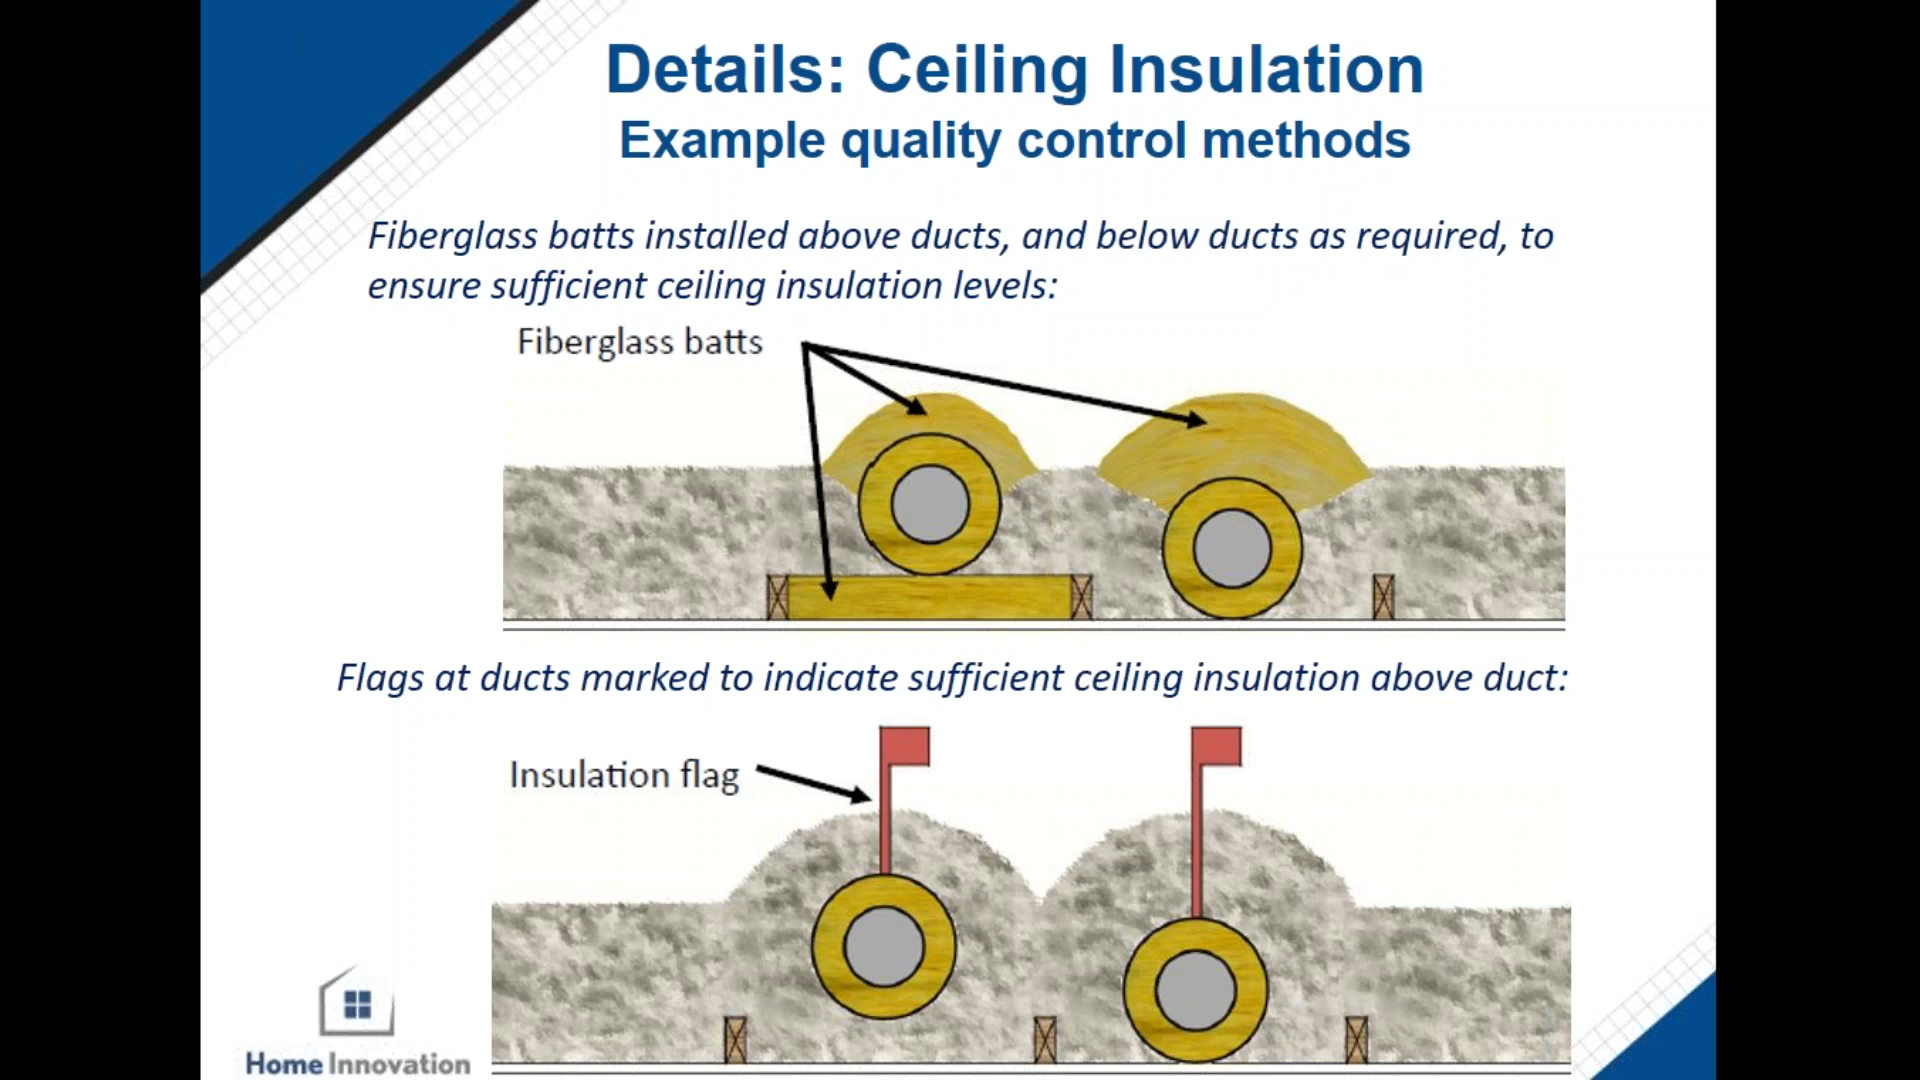 Details: Ceiling Insulation
Example quality control methods
Fiberglass batts installed above ducts, and below ducts as required, to
ensure sufficient ceiling insulation levels:
Fiberglass batts
Flags at ducts marked to indicate sufficient ceiling insulation above duct:
Insulation flag
Home Innovation